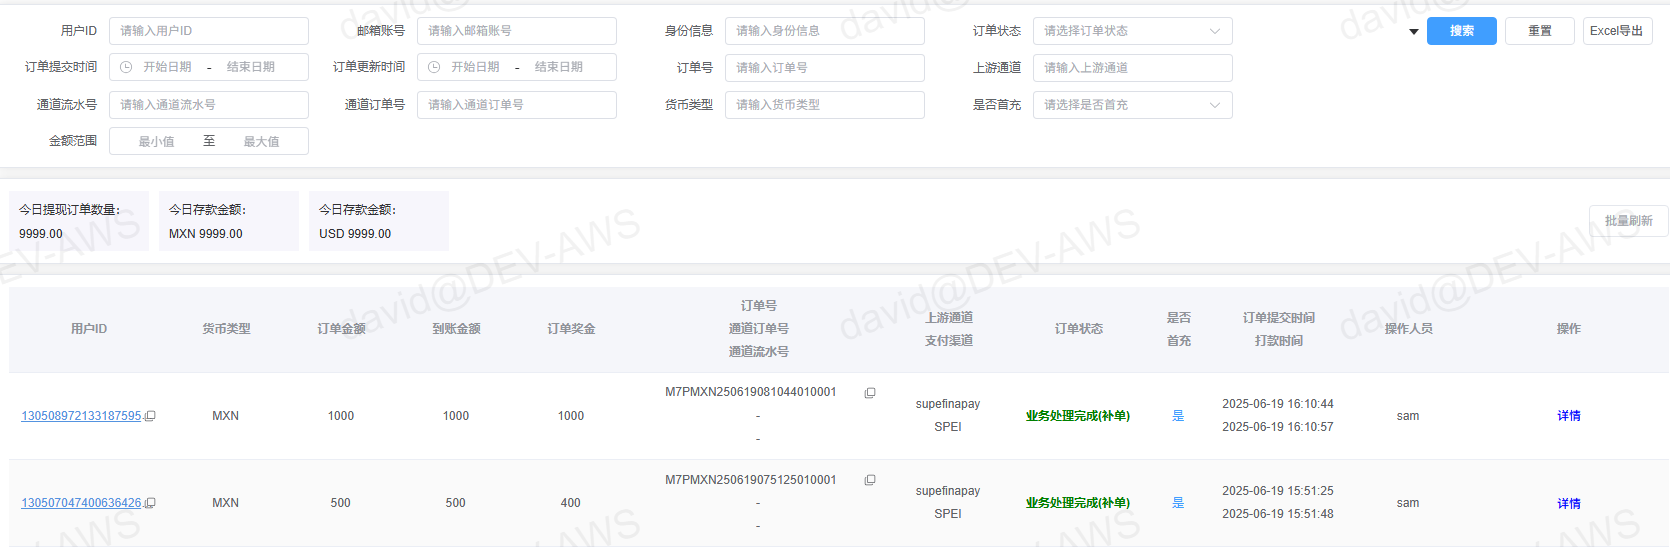 用户ID 请输入用户ID 邮箱账号 请输入邮箱账号 身份信息 请输入身份信息 订单状态 请选择订单状态 搜索 重置 Excel导出
订单提交时间 开始日期 - 结束日期 订单更新时间 开始日期 - 结束日期 订单号 请输入订单号 上游通道 请输入上游通道
通道流水号 请输入通道流水号 通道订单号 请输入通道订单号 货币类型 请输入货币类型 是否首充 请选择是否首充
金额范围 最小值 至 最大值
今日提现订单数量: 今日存款金额: 今日存款金额:
9999.00 MXN 9999.00 USD 9999.00
批量刷新
用户ID 货币类型 订单金额 到账金额 订单奖金
订单号
通道订单号
通道流水号
上游通道
支付渠道
订单状态
是否
首充
订单提交时间
打款时间
操作人员 操作
130508972133187595 MXN 1000 1000 1000
M7PMXN250619081044010001
-
-
supefinapay
SPEI
业务处理完成(补单) 是
2025-06-19 16:10:44
2025-06-19 16:10:57
sam 详情
130507047400636426 MXN 500 500 400
M7PMXN250619075125010001
-
-
supefinapay
SPEI
业务处理完成(补单) 是
2025-06-19 15:51:25
2025-06-19 15:51:48
sam 详情
david@DEV-AWS
david@DEV-AWS
david@DEV-AWS